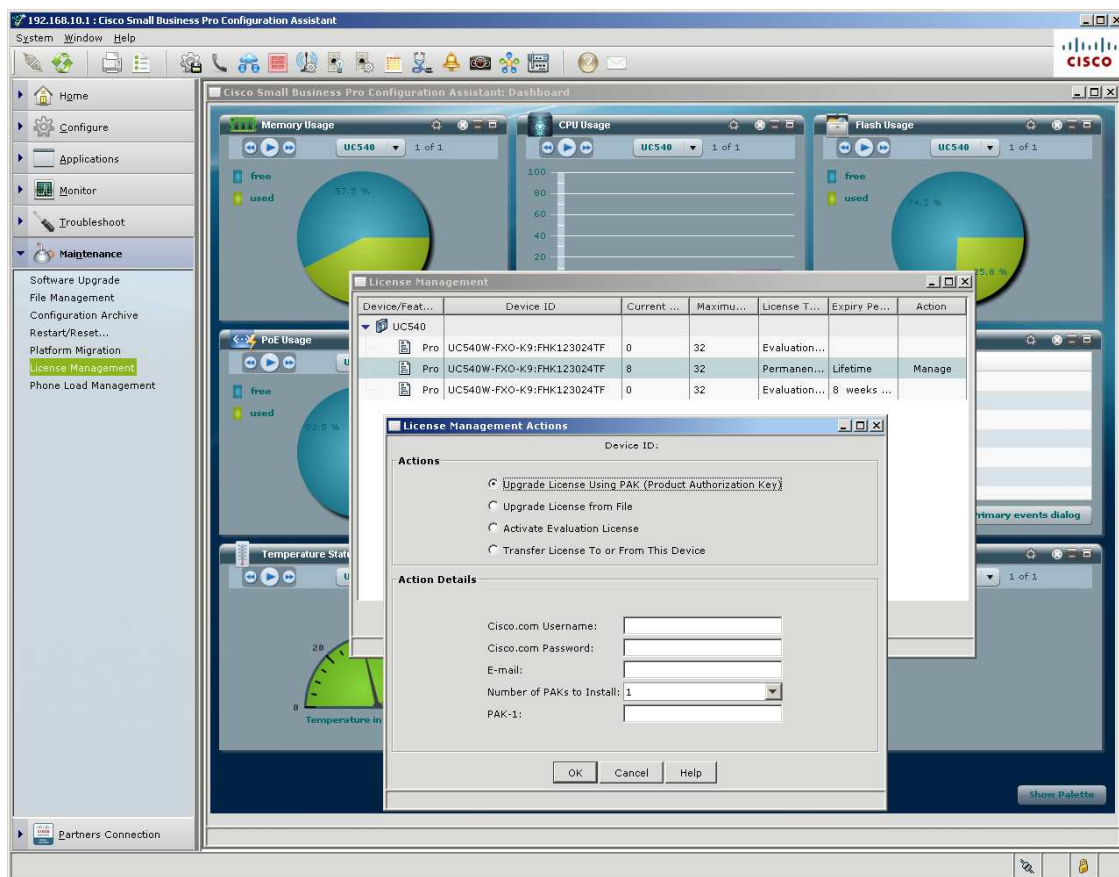 192.168.10.1 : Cisco Small Business Pro Configuration Assistant
System Window Help
CISCO
Home
Configure
Applications
Monitor
Troubleshoot
Maintenance
Software Upgrade
File Management
Configuration Archive
Restart/Reset...
Platform Migration
License Management
Phone Load Management
Partners Connection
Cisco Small Business Pro Configuration Assistant: Dashboard
Memory Usage
UC540 1 of 1
free
used
57.5 %
CPU Usage
UC540 1 of 1
100
80
60
40
20
Flash Usage
UC540 1 of 1
free
used
74.2 %
25.8 %
PoE Usage
free
used
82.5 %
Primary events dialog
Temperature
20
0
Temperature in
1 of 1
Show Palette
License Management
Device/Feat... Device ID Current ... Maximu... License T... Expiry Pe... Action
UC540
Pro UC540W-FXO-K9:FHK123024TF 0 32 Evaluation...
Pro UC540W-FXO-K9:FHK123024TF 8 32 Permanen... Lifetime Manage
Pro UC540W-FXO-K9:FHK123024TF 0 32 Evaluation... 8 weeks ...
License Management Actions
Device ID:
Actions
Upgrade License Using PAK (Product Authorization Key)
Upgrade License from File
Activate Evaluation License
Transfer License To or From This Device
Action Details
Cisco.com Username:
Cisco.com Password:
E-mail:
Number of PAKs to Install: 1
PAK-1:
OK Cancel Help